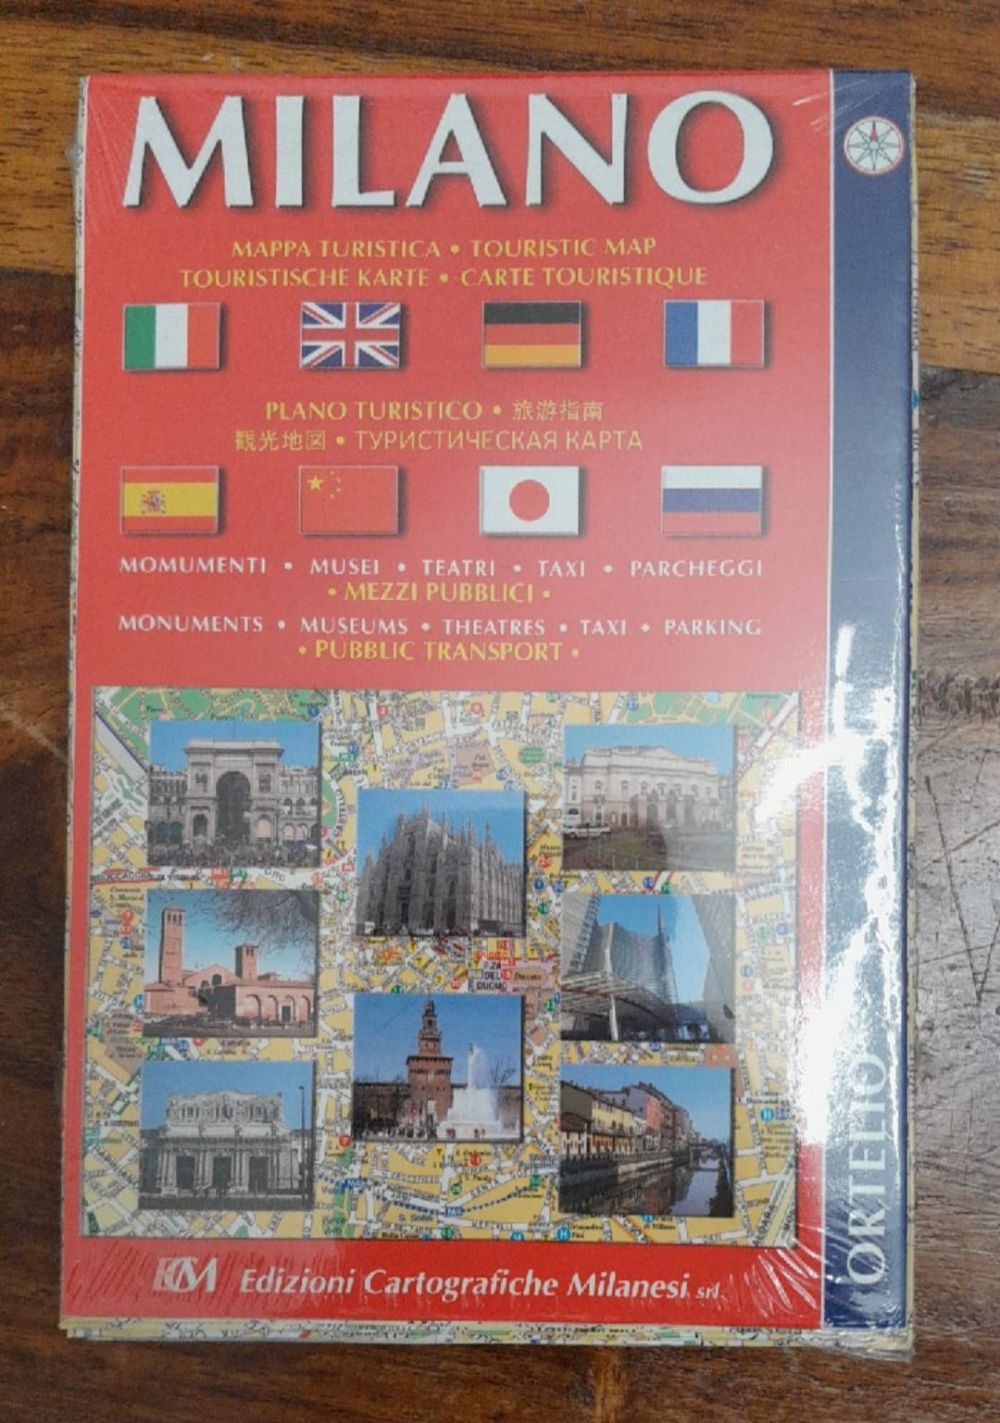 MILANO
MAPPA TURISTICA • TOURISTIC MAP
TOURISTISCHE KARTE • CARTE TOURISTIQUE
PLANO TURISTICO • 旅游指南
観光地図 • ТУРИСТИЧЕСКАЯ КАРТА
MOMUMENTI • MUSEI • TEATRI • TAXI • PARCHEGGI
• MEZZI PUBBLICI •
MONUMENTS • MUSEUMS • THEATRES • TAXI • PARKING
• PUBBLIC TRANSPORT •
DUOMO
ECM Edizioni Cartografiche Milanesi srl
ORTELIO